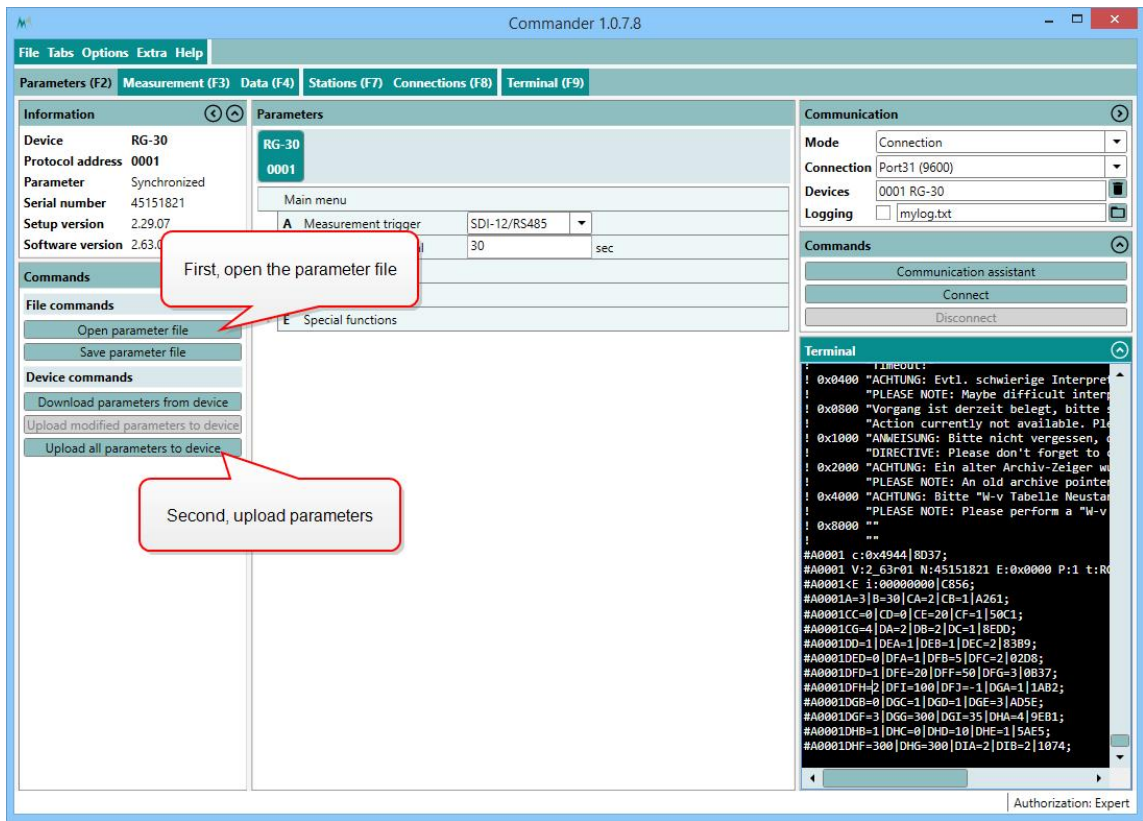 Commander 1.0.7.8
File Tabs Options Extra Help
Parameters (F2) Measurement (F3) Data (F4) Stations (F7) Connections (F8) Terminal (F9)
Information
Device RG-30
Protocol address 0001
Parameter Synchronized
Serial number 45151821
Setup version 2.29.07
Software version
Commands
File commands
Open parameter file
Save parameter file
Device commands
Download parameters from device
Upload modified parameters to device
Upload all parameters to device
First, open the parameter file
Second, upload parameters
Parameters
RG-30
0001
Main menu
A Measurement trigger SDI-12/RS485
30 sec
E Special functions
Communication
Mode Connection
Connection Port31 (9600)
Devices 0001 RG-30
Logging mylog.txt
Commands
Communication assistant
Connect
Disconnect
Terminal
! Timeout!
! 0x0400 "ACHTUNG: Evtl. schwierige Interpret
! "PLEASE NOTE: Maybe difficult interp
! 0x0800 "Vorgang ist derzeit belegt, bitte s
! "Action currently not available. Ple
! 0x1000 "ANWEISUNG: Bitte nicht vergessen, d
! "DIRECTIVE: Please don't forget to d
! 0x2000 "ACHTUNG: Ein alter Archiv-Zeiger wu
! "PLEASE NOTE: An old archive pointer
! 0x4000 "ACHTUNG: Bitte "W-v Tabelle Neustar
! "PLEASE NOTE: Please perform a "W-v
! 0x8000 ""
! ""
#A0001 c:0x4944|8D37;
#A0001 V:2_63r01 N:45151821 E:0x0000 P:1 t:RG
#A0001<E i:00000000|C856;
#A0001A=3|B=30|CA=2|CB=1|A261;
#A0001CC=0|CD=0|CE=20|CF=1|50C1;
#A0001CG=4|DA=2|DB=2|DC=1|8EDD;
#A0001DD=1|DEA=1|DEB=1|DEC=2|83B9;
#A0001DED=0|DFA=1|DFB=5|DFC=2|02D8;
#A0001DFD=1|DFE=20|DFF=50|DFG=3|0B37;
#A0001DFH=2|DFI=100|DFJ=-1|DGA=1|1AB2;
#A0001DGB=0|DGC=1|DGD=1|DGE=3|AD5E;
#A0001DGF=3|DGG=300|DGI=35|DHA=4|9EB1;
#A0001DHB=1|DHC=0|DHD=10|DHE=1|5AE5;
#A0001DHF=300|DHG=300|DIA=2|DIB=2|1074;
Authorization: Expert